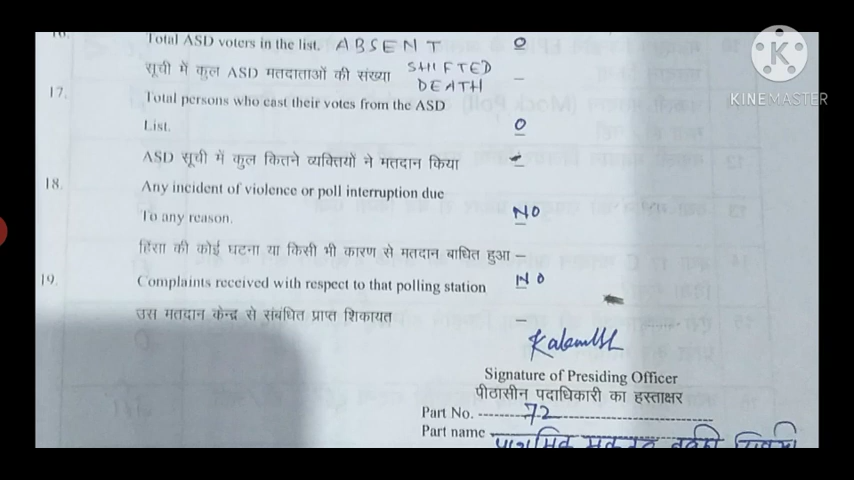 16.
Total ASD voters in the list. ABSENT 0
सूची में कुल ASD मतदाताओं की संख्या SHIFTED –
DEATH
17.
Total persons who cast their votes from the ASD
List. 0
ASD सूची में कुल कितने व्यक्तियों ने मतदान किया –
18.
Any incident of violence or poll interruption due
To any reason. NO
हिंसा की कोई घटना या किसी भी कारण से मतदान बाधित हुआ –
19.
Complaints received with respect to that polling station NO
उस मतदान केन्द्र से संबंधित प्राप्त शिकायत –
Signature of Presiding Officer
पीठासीन पदाधिकारी का हस्ताक्षर
Part No. 72
Part name प्राथमिक
KINEMASTER